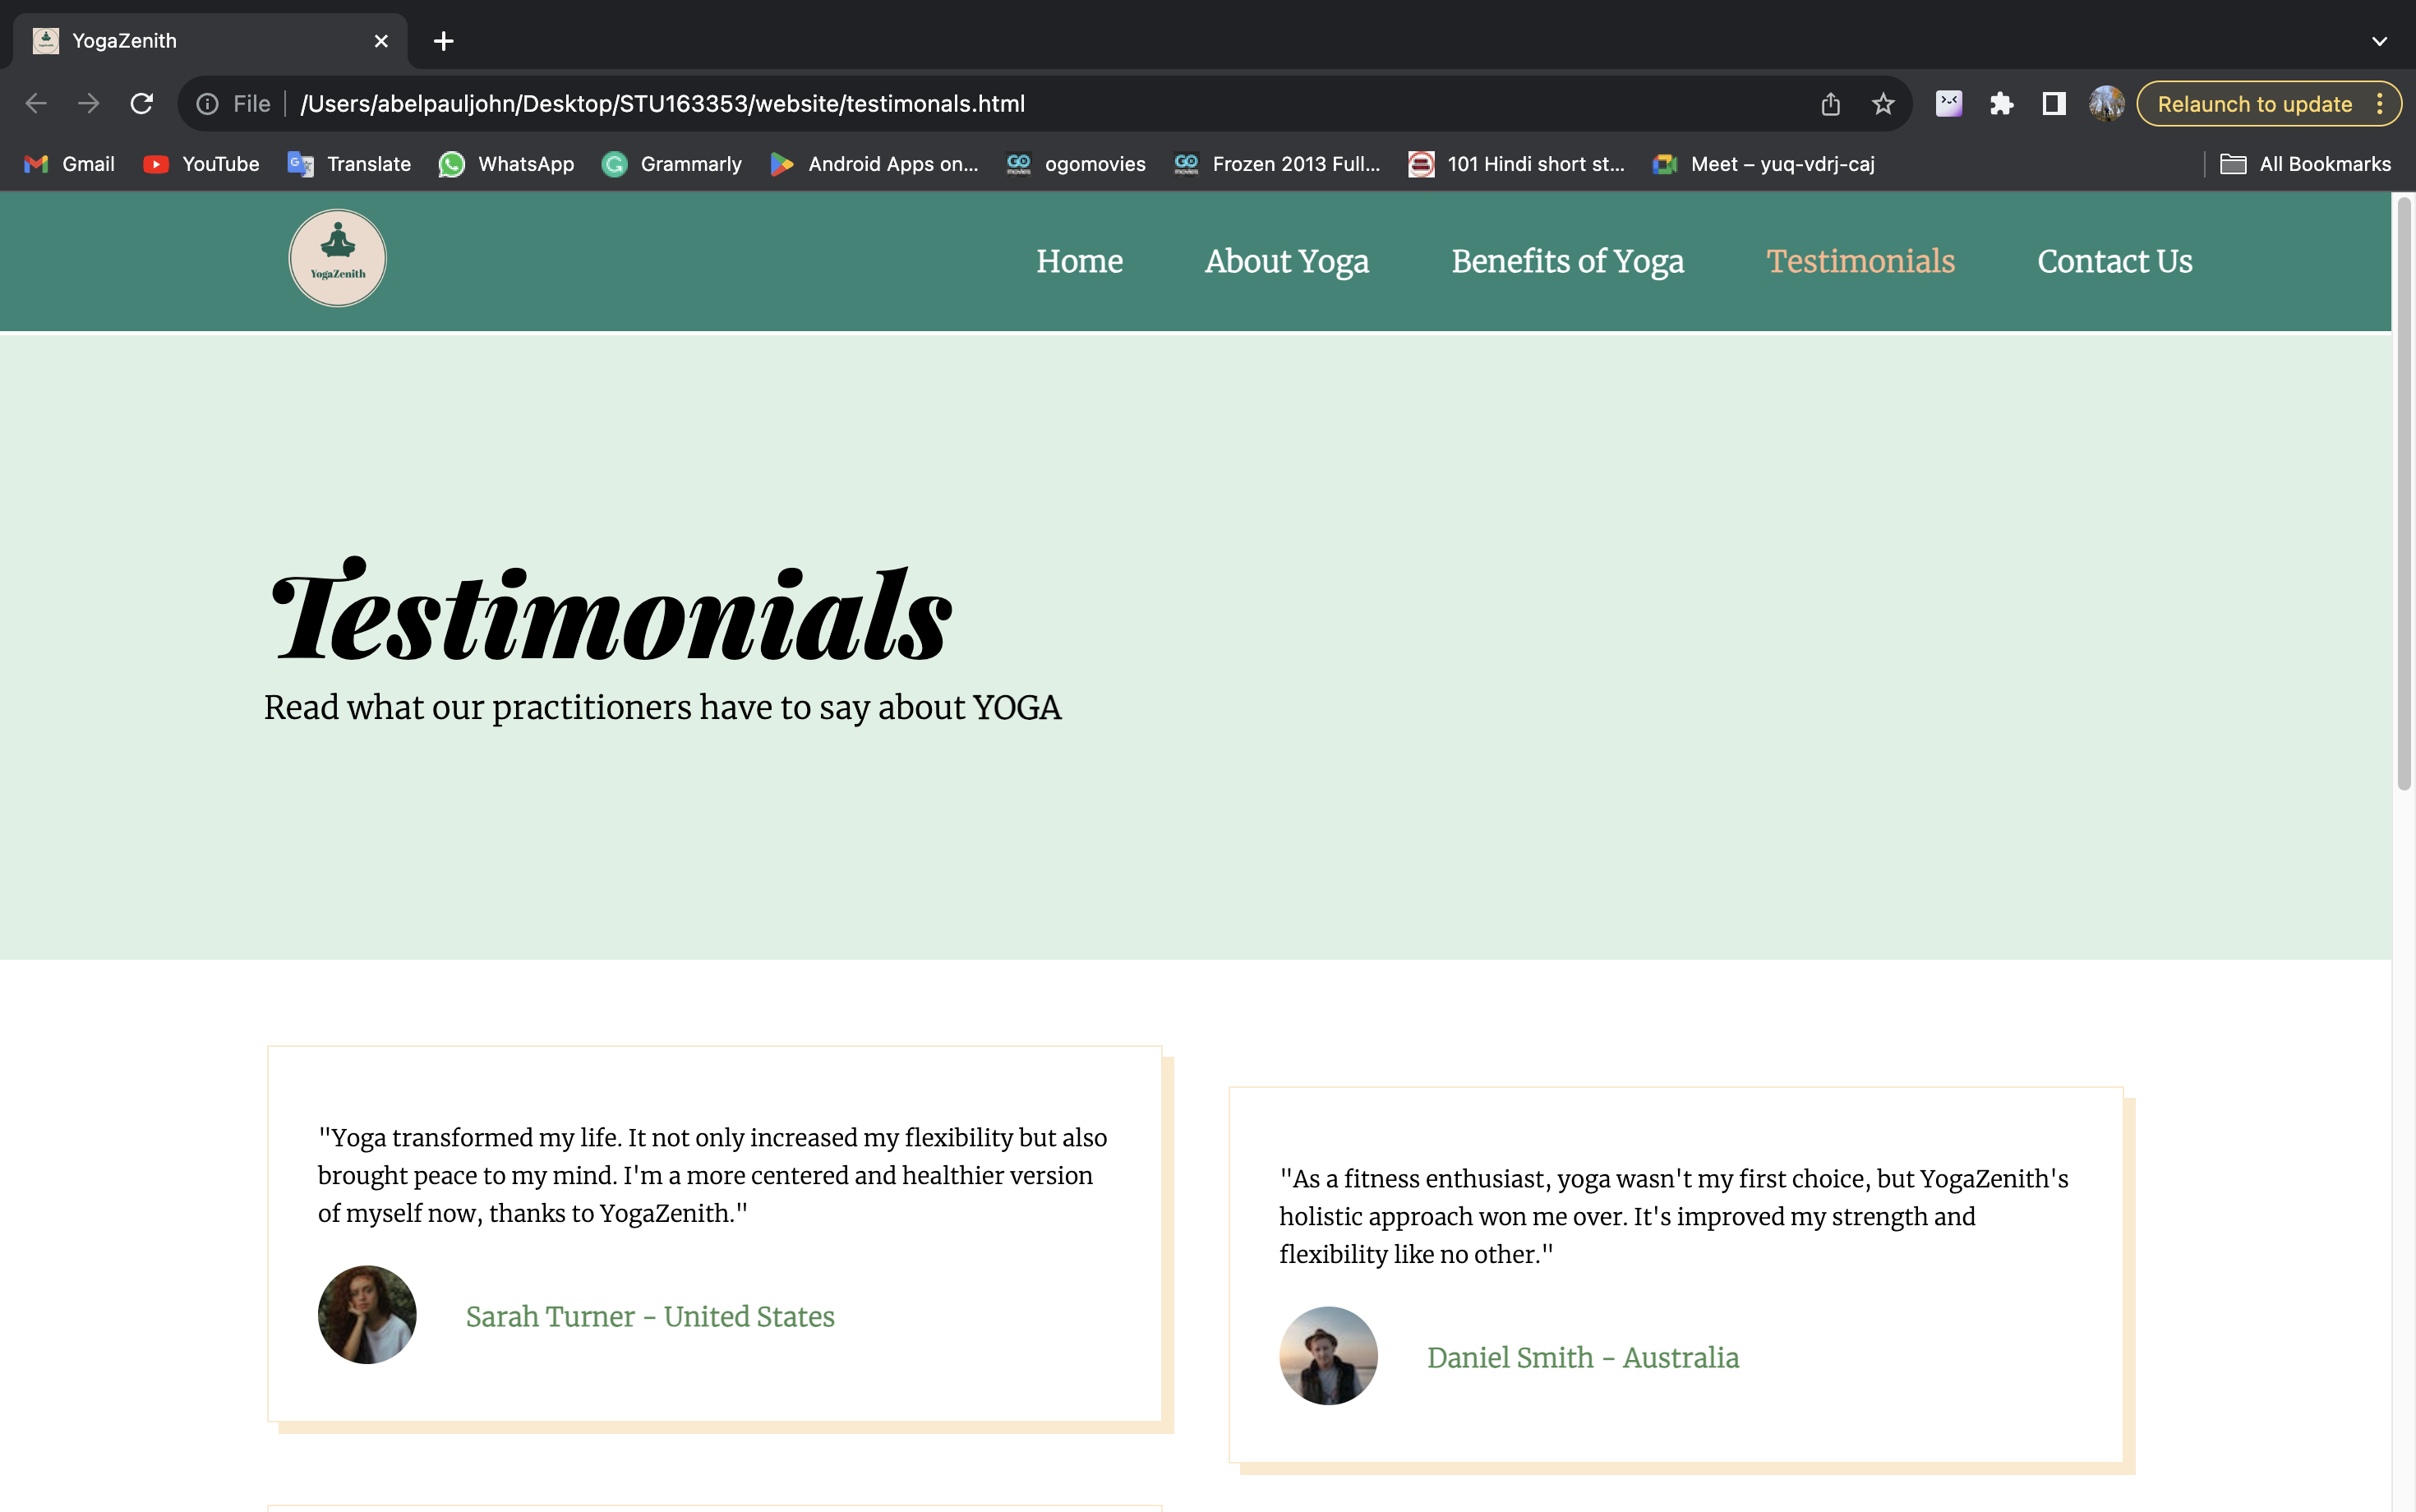 YogaZenith
File
/Users/abelpauljohn/Desktop/STU163353/website/testimonals.html
Relaunch to update
Gmail
YouTube
Translate
WhatsApp
Grammarly
Android Apps on...
ogomovies
Frozen 2013 Full...
101 Hindi short st...
Meet – yuq-vdrj-caj
All Bookmarks
YogaZenith
Home
About Yoga
Benefits of Yoga
Testimonials
Contact Us
Testimonials
Read what our practitioners have to say about YOGA
"Yoga transformed my life. It not only increased my flexibility but also
brought peace to my mind. I'm a more centered and healthier version
of myself now, thanks to YogaZenith."
Sarah Turner - United States
"As a fitness enthusiast, yoga wasn't my first choice, but YogaZenith's
holistic approach won me over. It's improved my strength and
flexibility like no other."
Daniel Smith - Australia